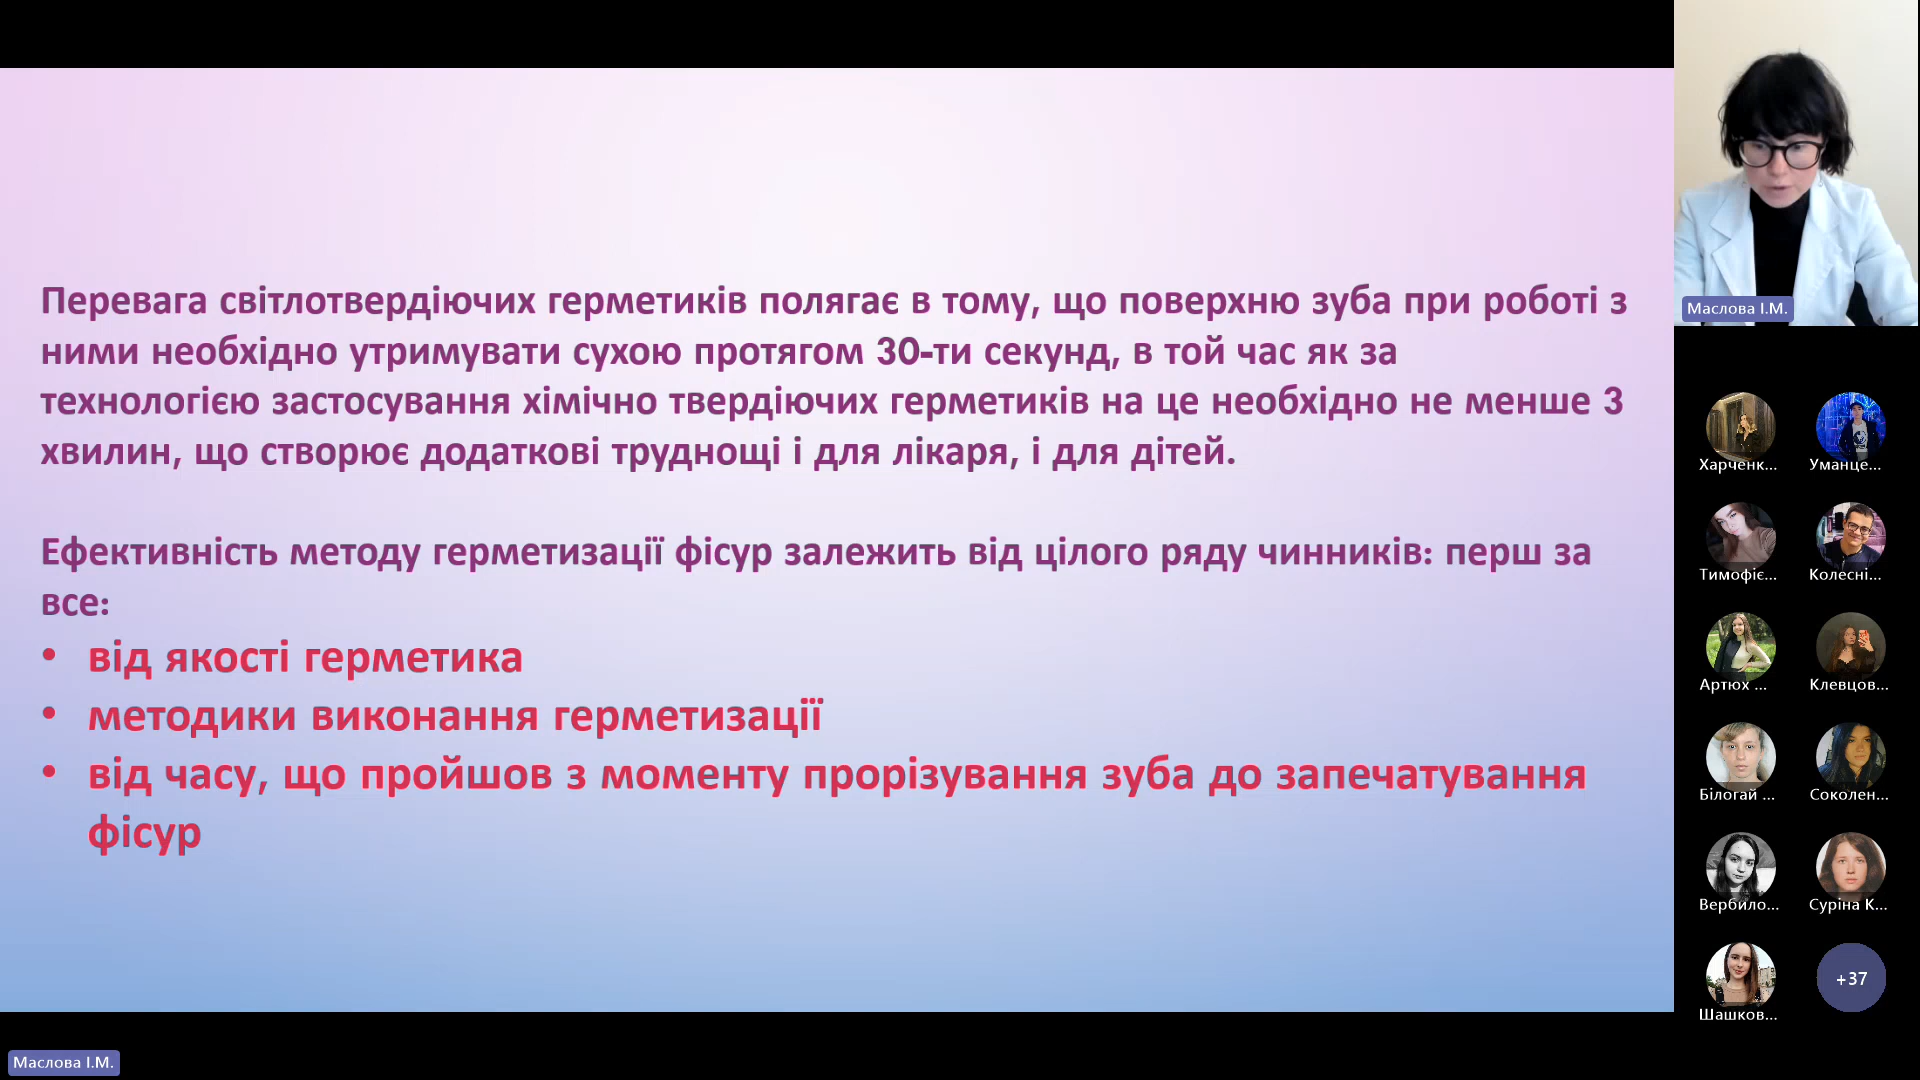 Перевага світлотвердіючих герметиків полягає в тому, що поверхню зуба при роботі з
ними необхідно утримувати сухою протягом 30-ти секунд, в той час як за
технологією застосування хімічно твердіючих герметиків на це необхідно не менше 3
хвилин, що створює додаткові труднощі і для лікаря, і для дітей.
Ефективність методу герметизації фісур залежить від цілого ряду чинників: перш за
все:
• від якості герметика
• методики виконання герметизації
• від часу, що пройшов з моменту прорізування зуба до запечатування
фісур
Маслова І.М.
Харченк...
Уманце...
Тимофіє...
Колесні...
Артюх ...
Клевцов...
Білогай ...
Соколен...
Вербило...
Суріна К...
Шашков...
+37
Маслова І.М.